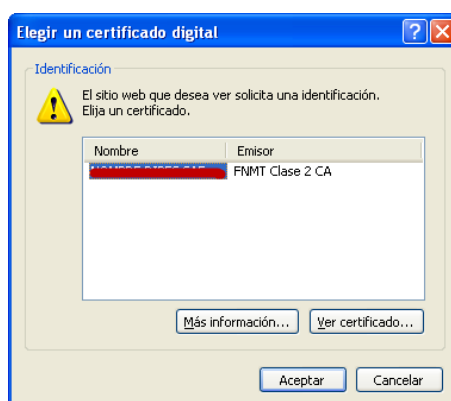 Elegir un certificado digital
Identificación
El sitio web que desea ver solicita una identificación.
Elija un certificado.
Nombre Emisor
FNMT Clase 2 CA
Más información... Ver certificado...
Aceptar Cancelar